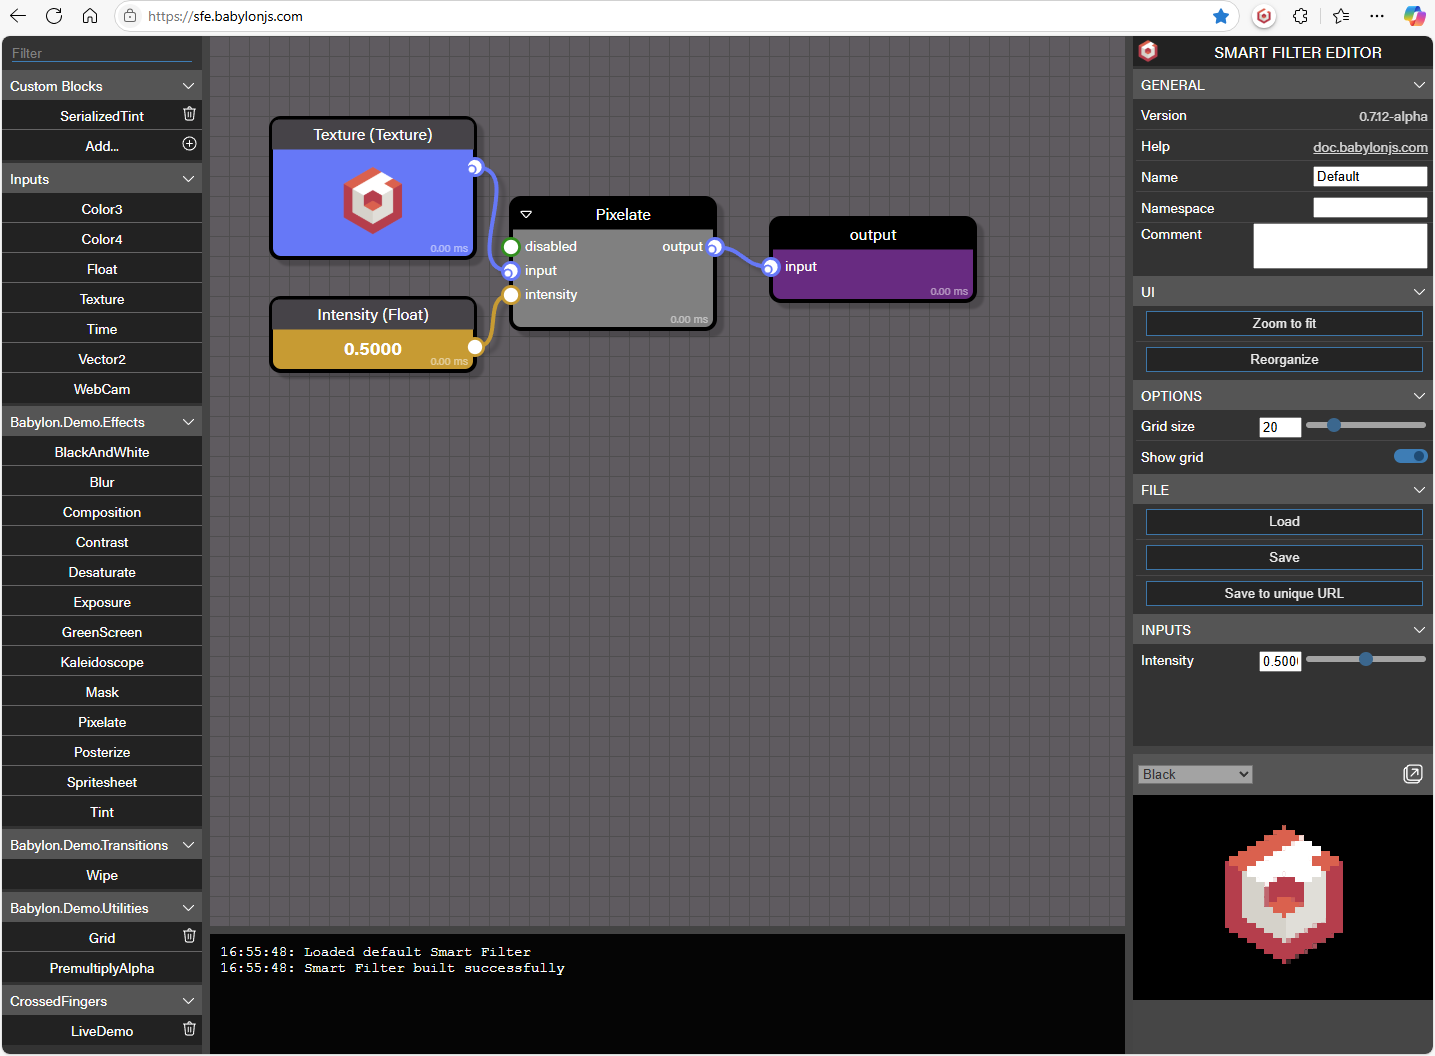 https://sfe.babylonjs.com
Filter
Custom Blocks
SerializedTint
Add...
Inputs
Color3
Color4
Float
Texture
Time
Vector2
WebCam
Babylon.Demo.Effects
BlackAndWhite
Blur
Composition
Contrast
Desaturate
Exposure
GreenScreen
Kaleidoscope
Mask
Pixelate
Posterize
Spritesheet
Tint
Babylon.Demo.Transitions
Wipe
Babylon.Demo.Utilities
Grid
PremultiplyAlpha
CrossedFingers
LiveDemo
Texture (Texture)
0.00 ms
Intensity (Float)
0.5000
0.00 ms
Pixelate
disabled output
input
intensity
0.00 ms
output
input
0.00 ms
16:55:48: Loaded default Smart Filter
16:55:48: Smart Filter built successfully
SMART FILTER EDITOR
GENERAL
Version 0.7.12-alpha
Help doc.babylonjs.com
Name Default
Namespace
Comment
UI
Zoom to fit
Reorganize
OPTIONS
Grid size 20
Show grid
FILE
Load
Save
Save to unique URL
INPUTS
Intensity 0.500
Black